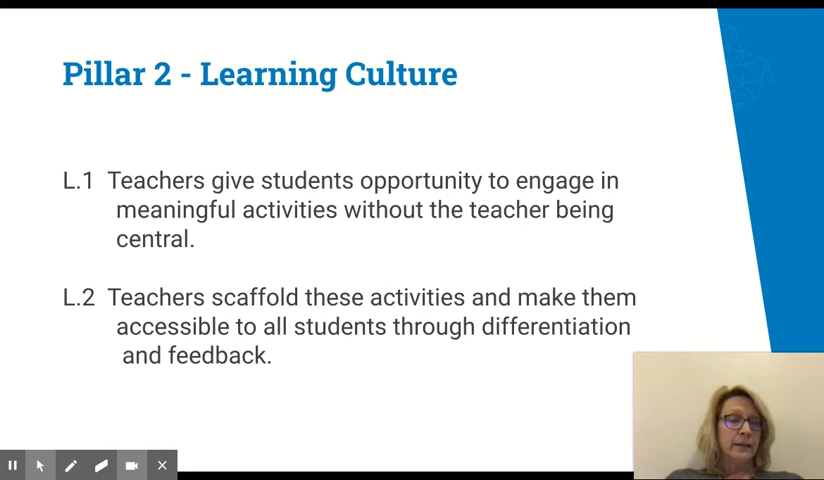 Pillar 2 - Learning Culture
L.1 Teachers give students opportunity to engage in
meaningful activities without the teacher being
central.
L.2 Teachers scaffold these activities and make them
accessible to all students through differentiation
and feedback.